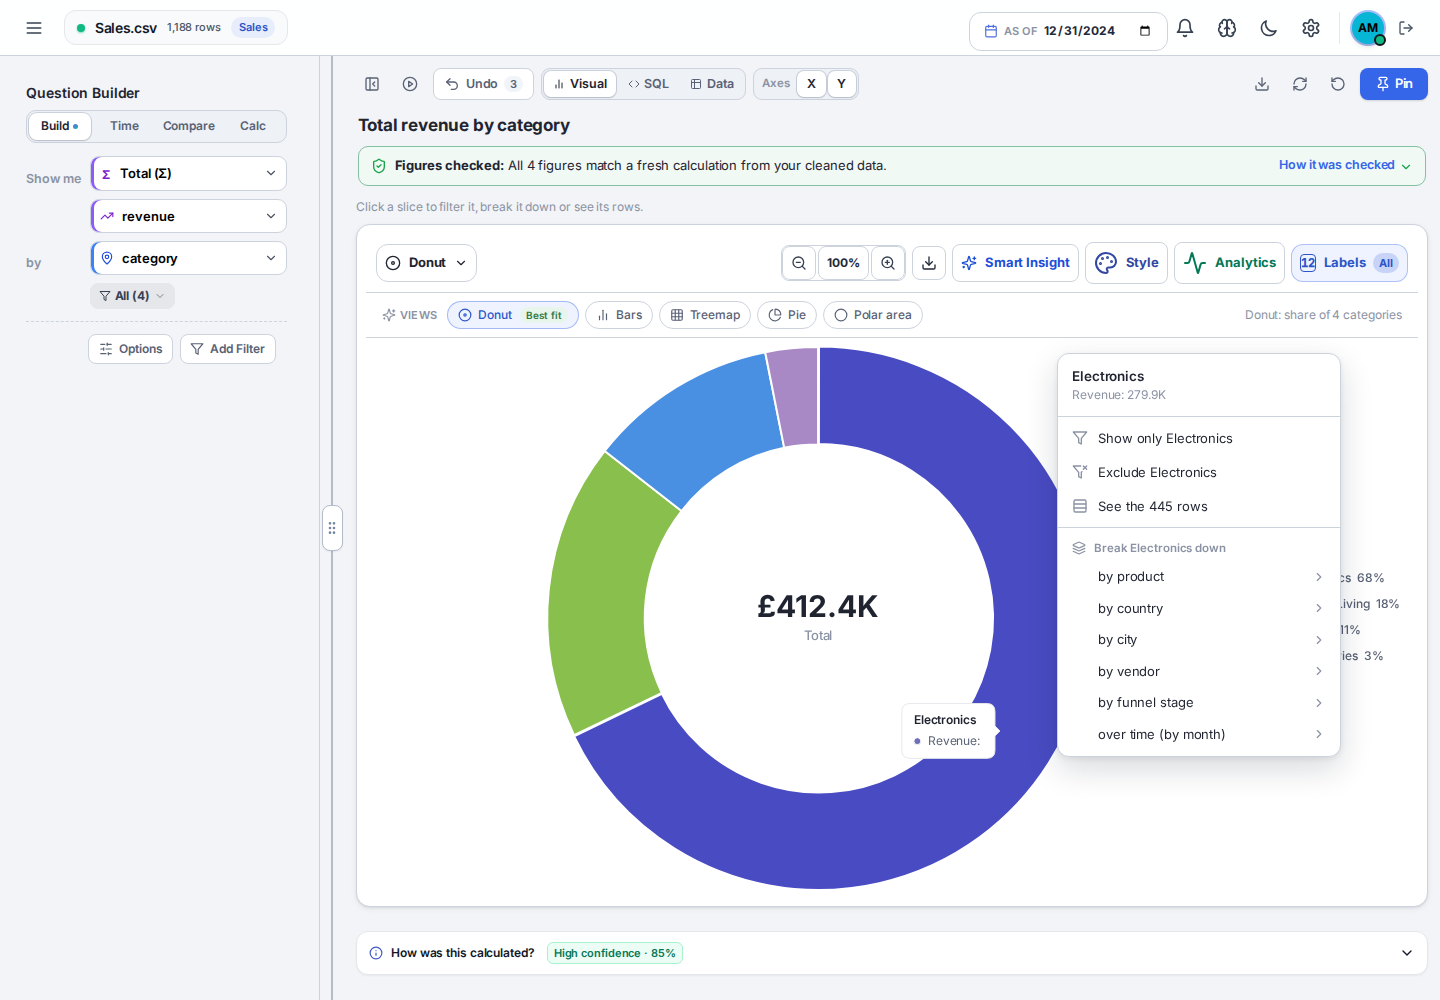 Sales.csv 1,188 rows Sales
AS OF 12/31/2024
AM
Question Builder
Build Time Compare Calc
Show me Total (Σ)
revenue
by category
All (4)
Options Add Filter
Undo 3 Visual SQL Data Axes X Y
Pin
Total revenue by category
Figures checked: All 4 figures match a fresh calculation from your cleaned data. How it was checked
Click a slice to filter it, break it down or see its rows.
Donut 100% Smart Insight Style Analytics 12 Labels All
VIEWS Donut Best fit Bars Treemap Pie Polar area Donut: share of 4 categories
£412.4K
Total
Electronics
Revenue:
Electronics
Revenue: 279.9K
Show only Electronics
Exclude Electronics
See the 445 rows
Break Electronics down
by product
by country
by city
by vendor
by funnel stage
over time (by month)
cs 68%
Living 18%
11%
ies 3%
How was this calculated? High confidence · 85%